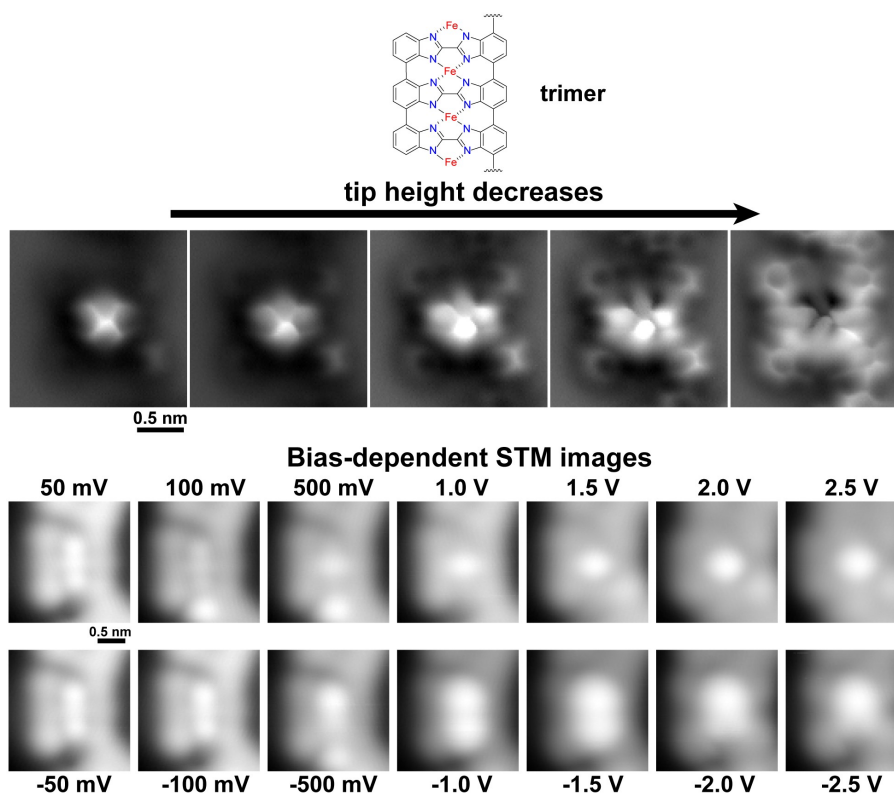 Fe
N N
N N
Fe
N N
N N
Fe
N N
N N
Fe
trimer
tip height decreases
0.5 nm
Bias-dependent STM images
50 mV 100 mV 500 mV 1.0 V 1.5 V 2.0 V 2.5 V
0.5 nm
-50 mV -100 mV -500 mV -1.0 V -1.5 V -2.0 V -2.5 V